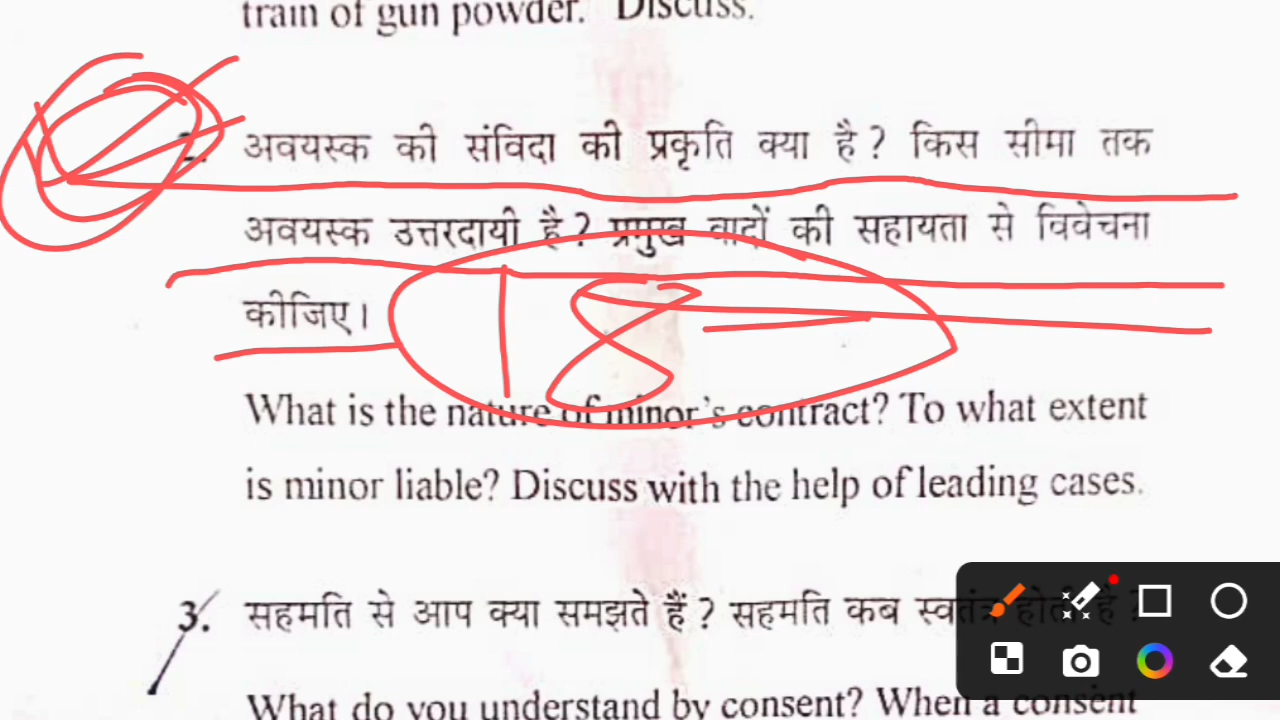 train of gun powder." Discuss.
2. अवयस्क की संविदा की प्रकृति क्या है ? किस सीमा तक
अवयस्क उत्तरदायी है ? प्रमुख वादों की सहायता से विवेचना
कीजिए।
18
What is the nature of minor's contract? To what extent
is minor liable? Discuss with the help of leading cases.
3. सहमति से आप क्या समझते हैं ? सहमति कब स्वतंत्र होती है ?
What do you understand by consent? When a consent